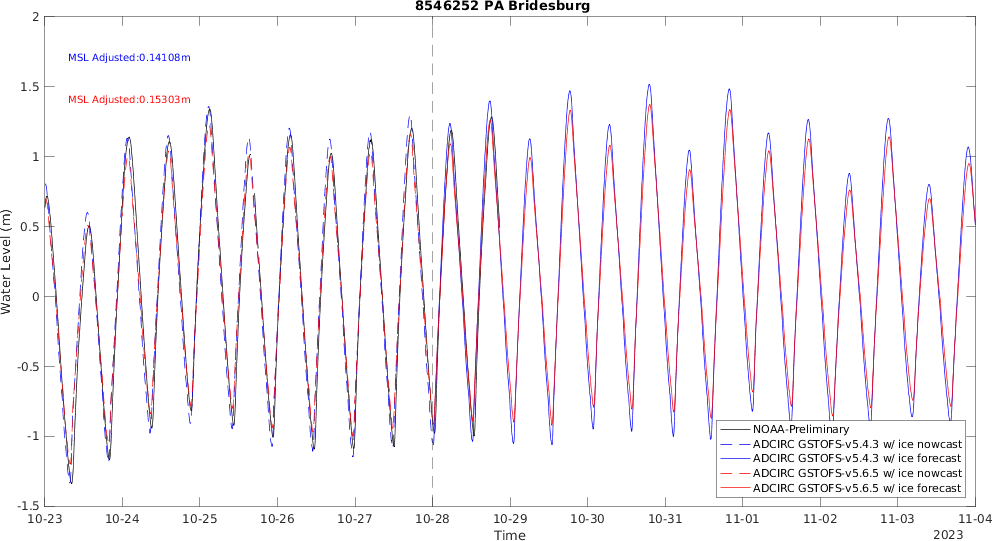 8546252 PA Bridesburg
2
MSL Adjusted:0.14108m
1.5
MSL Adjusted:0.15303m
1
0.5
Water Level (m)
0
-0.5
-1
-1.5
NOAA-Preliminary
ADCIRC GSTOFS-v5.4.3 w/ ice nowcast
ADCIRC GSTOFS-v5.4.3 w/ ice forecast
ADCIRC GSTOFS-v5.6.5 w/ ice nowcast
ADCIRC GSTOFS-v5.6.5 w/ ice forecast
10-23 10-24 10-25 10-26 10-27 10-28 10-29 10-30 10-31 11-01 11-02 11-03 11-04
Time
2023